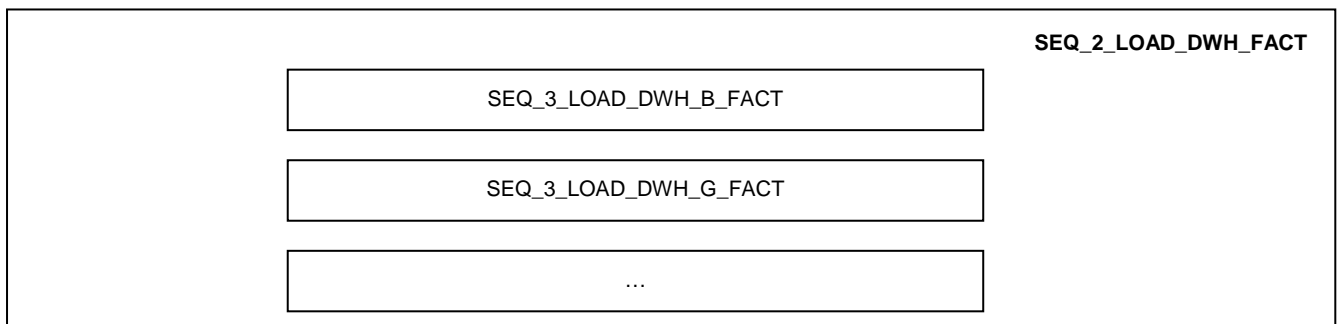 SEQ_2_LOAD_DWH_FACT
SEQ_3_LOAD_DWH_B_FACT
SEQ_3_LOAD_DWH_G_FACT
…